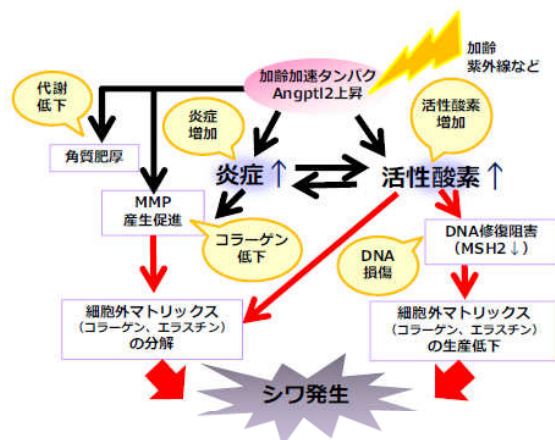 加齢
紫外線など
加齢加速タンパク
Angptl2上昇
代謝
低下
炎症
増加
活性酸素
増加
角質肥厚
炎症↑
活性酸素↑
MMP
産生促進
コラーゲン
低下
DNA
損傷
DNA修復阻害
(MSH2↓)
細胞外マトリックス
(コラーゲン、エラスチン)
の分解
細胞外マトリックス
(コラーゲン、エラスチン)
の生産低下
シワ発生